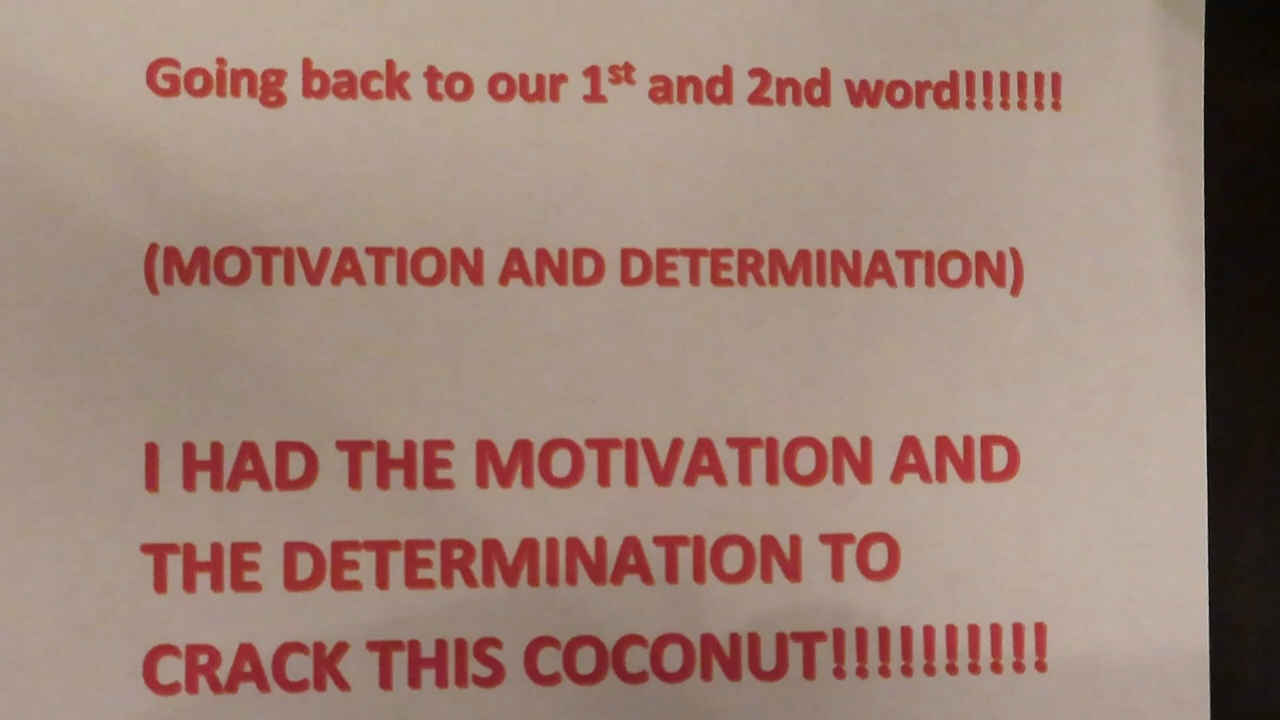 Going back to our 1st and 2nd word!!!!!!
(MOTIVATION AND DETERMINATION)
I HAD THE MOTIVATION AND
THE DETERMINATION TO
CRACK THIS COCONUT!!!!!!!!!!!